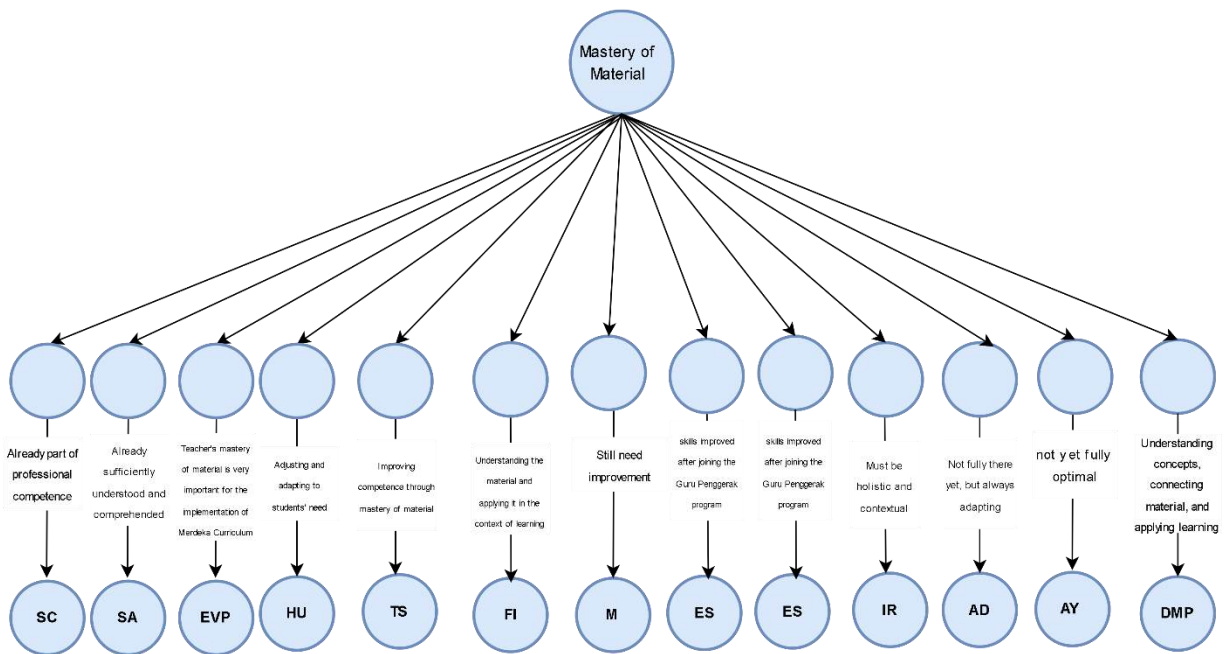 Mastery of
Material
Already part of
professional
competence
Already
sufficiently
understood and
comprehended
Teacher's mastery
of material is very
important for the
implementation of
Merdeka Curriculum
Adjusting and
adapting to
students' need
Improving
competence through
mastery of material
Understanding the
material and
applying it in the
context of learning
Still need
improvement
skills improved
after joining the
Guru Penggerak
program
skills improved
after joining the
Guru Penggerak
program
Must be
holistic and
contextual
Not fully there
yet, but always
adapting
not yet fully
optimal
Understanding
concepts,
connecting
material, and
applying learning
SC
SA
EVP
HU
TS
FI
M
ES
ES
IR
AD
AY
DMP